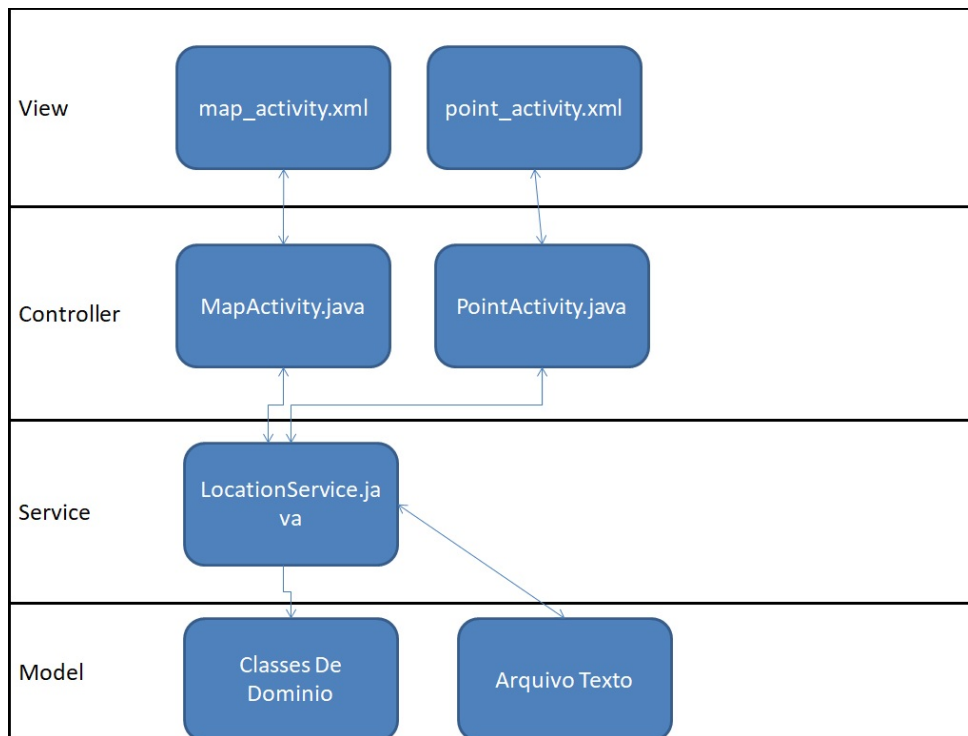 View
map_activity.xml
point_activity.xml
Controller
MapActivity.java
PointActivity.java
Service
LocationService.ja
va
Model
Classes De
Dominio
Arquivo Texto